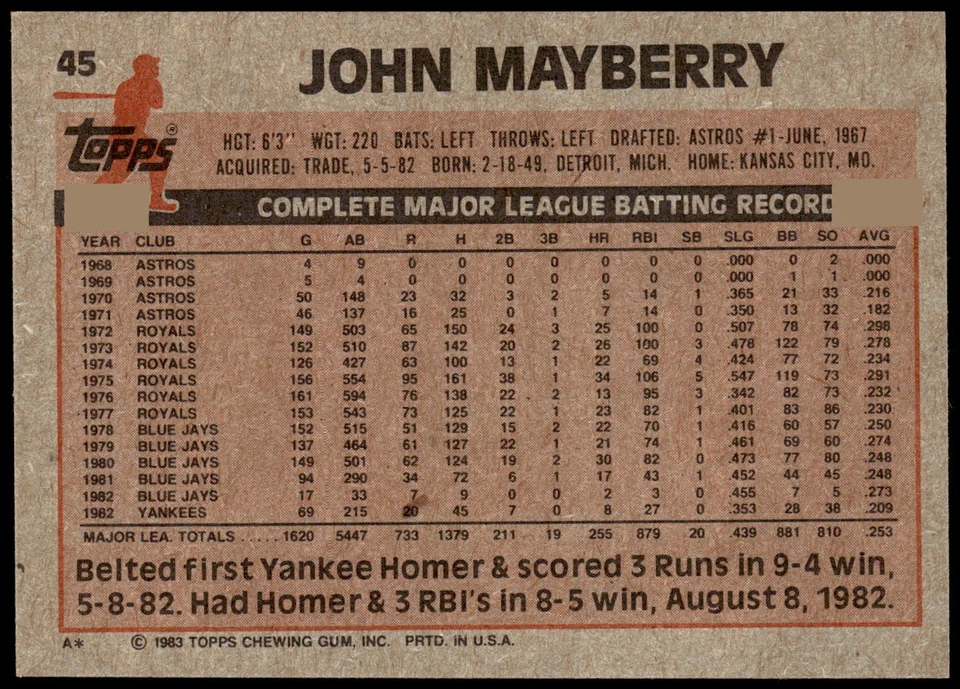 45
JOHN MAYBERRY
Topps®
HGT: 6'3" WGT: 220 BATS: LEFT THROWS: LEFT DRAFTED: ASTROS #1-JUNE, 1967
ACQUIRED: TRADE, 5-5-82 BORN: 2-18-49, DETROIT, MICH. HOME: KANSAS CITY, MO.
COMPLETE MAJOR LEAGUE BATTING RECORD
YEAR CLUB G AB R H 2B 3B HR RBI SB SLG BB SO AVG
1968 ASTROS 4 9 0 0 0 0 0 0 0 .000 0 2 .000
1969 ASTROS 5 4 0 0 0 0 0 0 0 .000 1 1 .000
1970 ASTROS 50 148 23 32 3 2 5 14 1 .365 21 33 .216
1971 ASTROS 46 137 16 25 0 1 7 14 0 .350 13 32 .182
1972 ROYALS 149 503 65 150 24 3 25 100 0 .507 78 74 .298
1973 ROYALS 152 510 87 142 20 2 26 100 3 .478 122 79 .278
1974 ROYALS 126 427 63 100 13 1 22 69 4 .424 77 72 .234
1975 ROYALS 156 554 95 161 38 1 34 106 5 .547 119 73 .291
1976 ROYALS 161 594 76 138 22 2 13 95 3 .342 82 73 .232
1977 ROYALS 153 543 73 125 22 1 23 82 1 .401 83 86 .230
1978 BLUE JAYS 152 515 51 129 15 2 22 70 1 .416 60 57 .250
1979 BLUE JAYS 137 464 61 127 22 1 21 74 1 .461 69 60 .274
1980 BLUE JAYS 149 501 62 124 19 2 30 82 0 .473 77 80 .248
1981 BLUE JAYS 94 290 34 72 6 1 17 43 1 .452 44 45 .248
1982 BLUE JAYS 17 33 7 9 0 0 2 3 0 .455 7 5 .273
1982 YANKEES 69 215 20 45 7 0 8 27 0 .353 28 38 .209
MAJOR LEA. TOTALS ..... 1620 5447 733 1379 211 19 255 879 20 .439 881 810 .253
Belted first Yankee Homer & scored 3 Runs in 9-4 win,
5-8-82. Had Homer & 3 RBI's in 8-5 win, August 8, 1982.
A* © 1983 TOPPS CHEWING GUM, INC. PRTD. IN U.S.A.